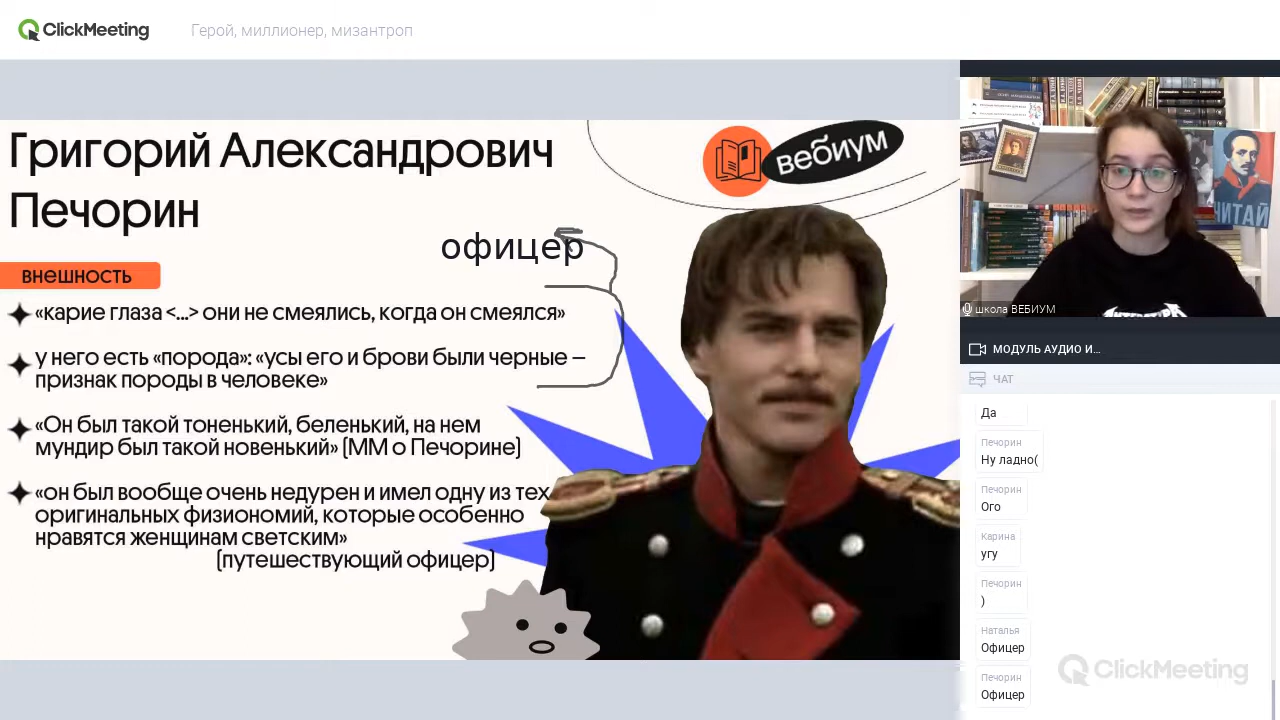 ClickMeeting
Герой, миллионер, мизантроп
Григорий Александрович
Печорин
вебиум
офицер
ВНЕШНОСТЬ
«карие глаза <...> они не смеялись, когда он смеялся»
у него есть «порода»: «усы его и брови были черные –
признак породы в человеке»
«Он был такой тоненький, беленький, на нем
мундир был такой новенький» (ММ о Печорине)
«он был вообще очень недурен и имел одну из тех
оригинальных физиономий, которые особенно
нравятся женщинам светским»
(путешествующий офицер)
школа ВЕБИУМ
МОДУЛЬ АУДИО И...
ЧАТ
Да
Печорин
Ну ладно(
Печорин
Ого
Карина
угу
Печорин
)
Наталья
Офицер
Печорин
Офицер
ClickMeeting